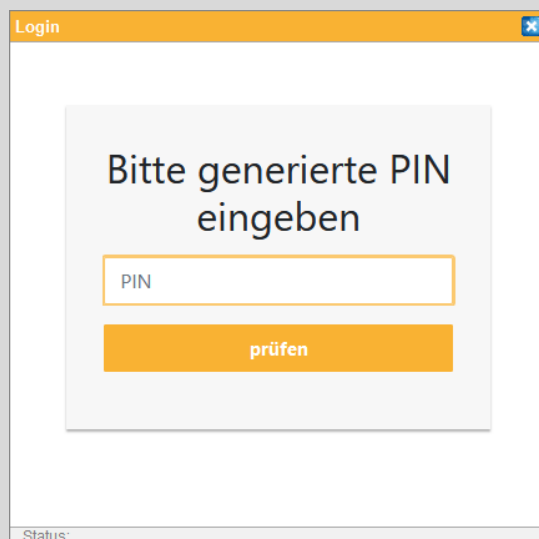 Login
Bitte generierte PIN
eingeben
PIN
prüfen
Status: